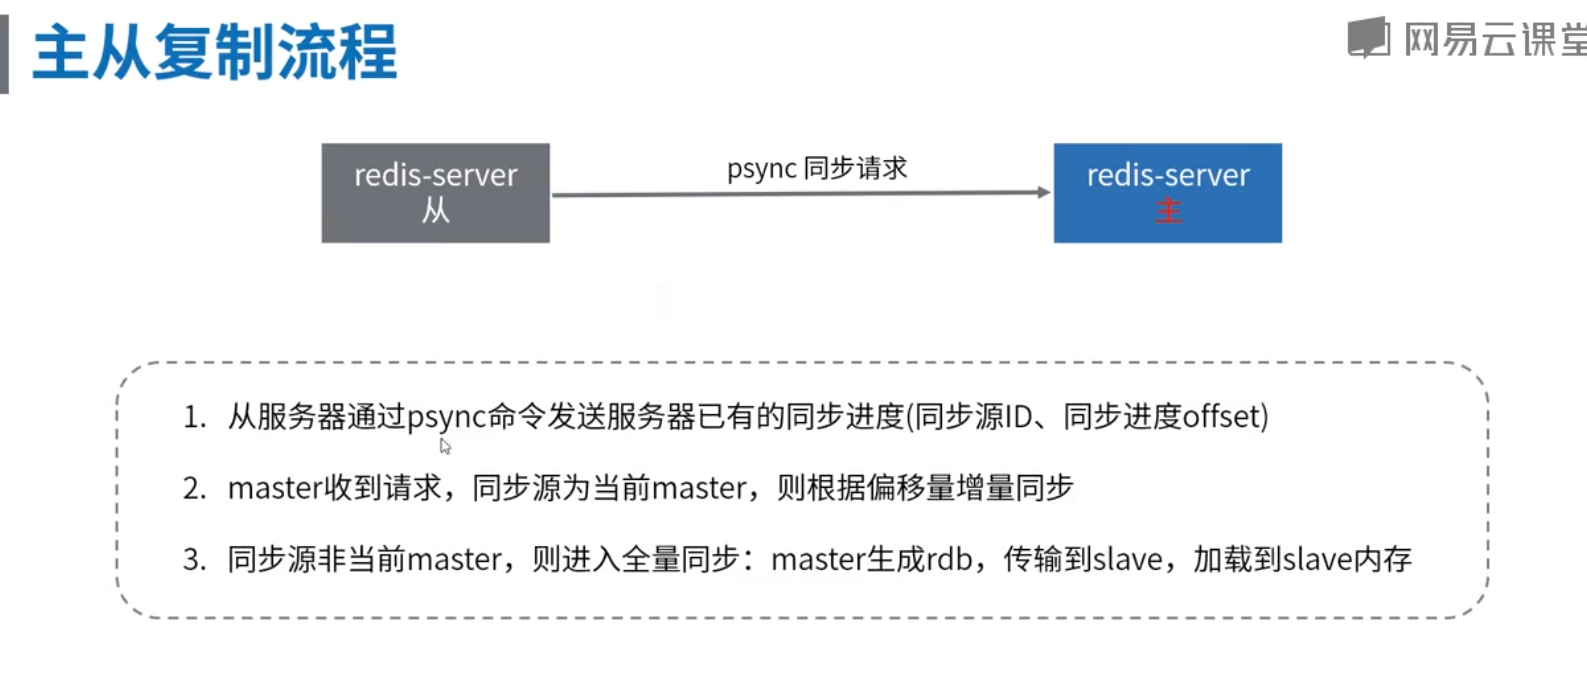 主从复制流程
网易云课堂
redis-server
从
psync 同步请求
redis-server
主
1. 从服务器通过psync命令发送服务器已有的同步进度(同步源ID、同步进度offset)
2. master收到请求，同步源为当前master，则根据偏移量增量同步
3. 同步源非当前master，则进入全量同步：master生成rdb，传输到slave，加载到slave内存